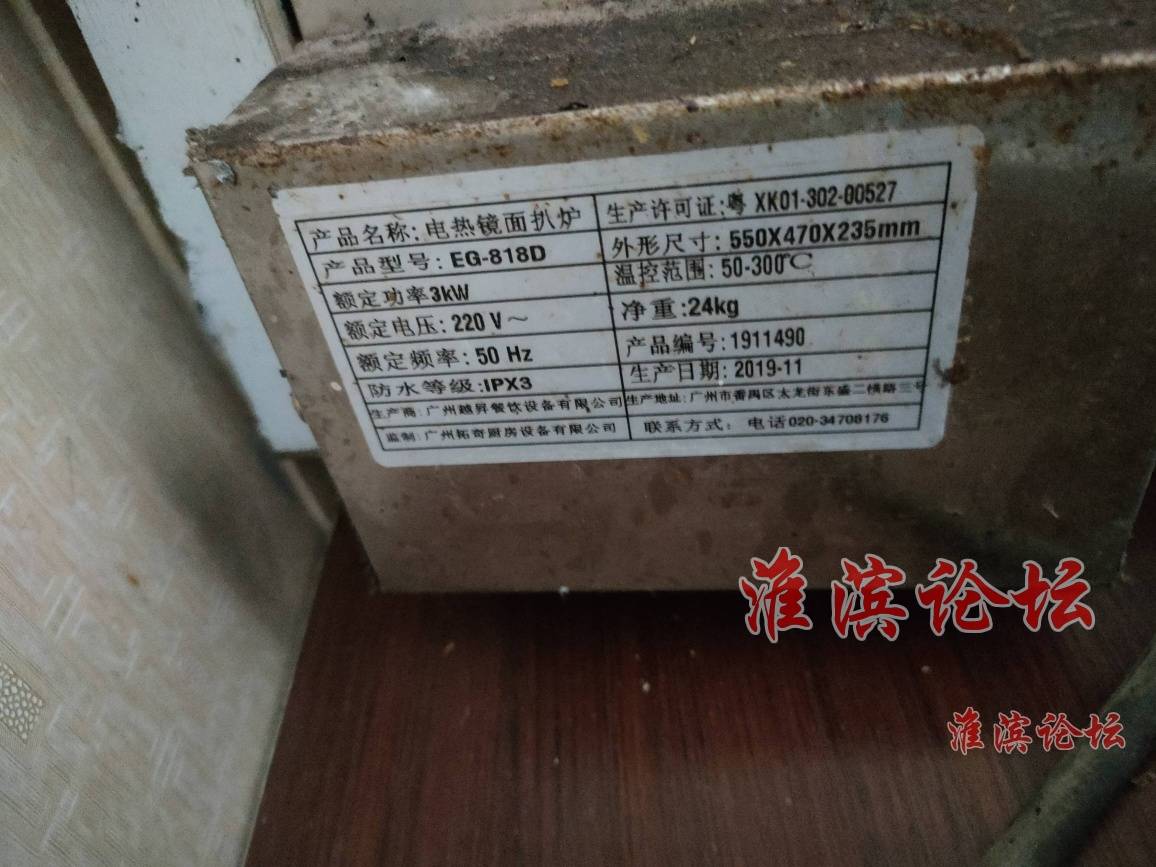 产品名称: 电热镜面扒炉
生产许可证: 粤 XK01-302-00527
产品型号: EG-818D
外形尺寸: 550X470X235mm
额定功率3kW
温控范围: 50-300℃
额定电压: 220 V～
净重:24kg
额定频率: 50 Hz
产品编号: 1911490
防水等级:IPX3
生产日期: 2019-11
生产商: 广州越昇餐饮设备有限公司
生产地址: 广州市番禺区太龙街东盛二横路三号
监制: 广州拓奇厨房设备有限公司
联系方式: 电话020-34708176
淮滨论坛
淮滨论坛